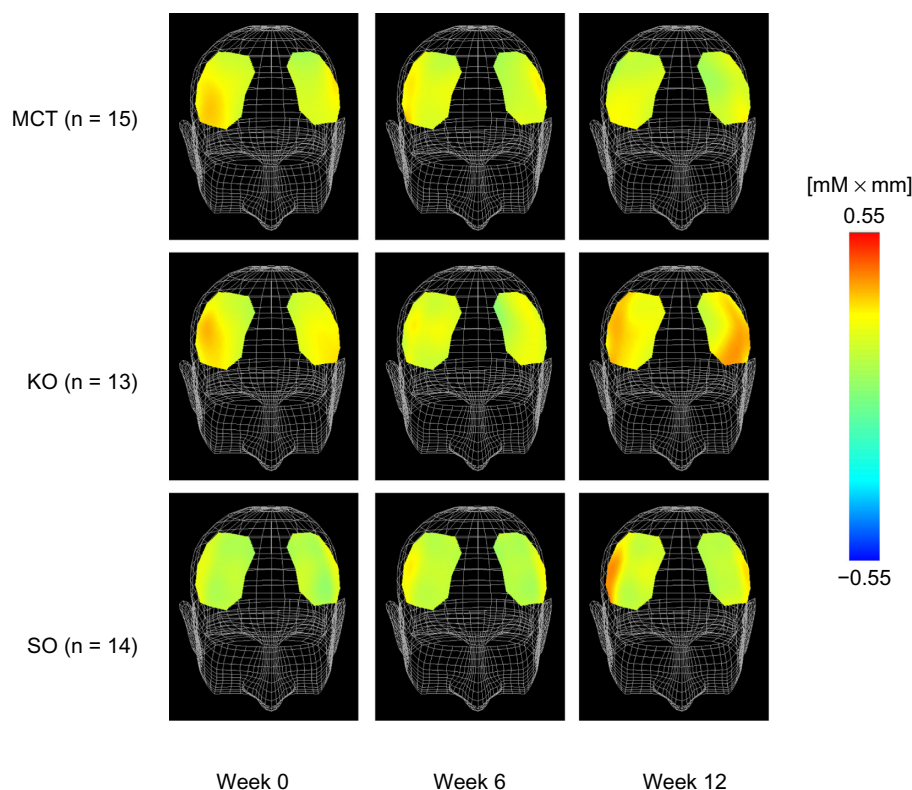 MCT (n = 15)
[mM × mm]
0.55
KO (n = 13)
−0.55
SO (n = 14)
Week 0
Week 6
Week 12